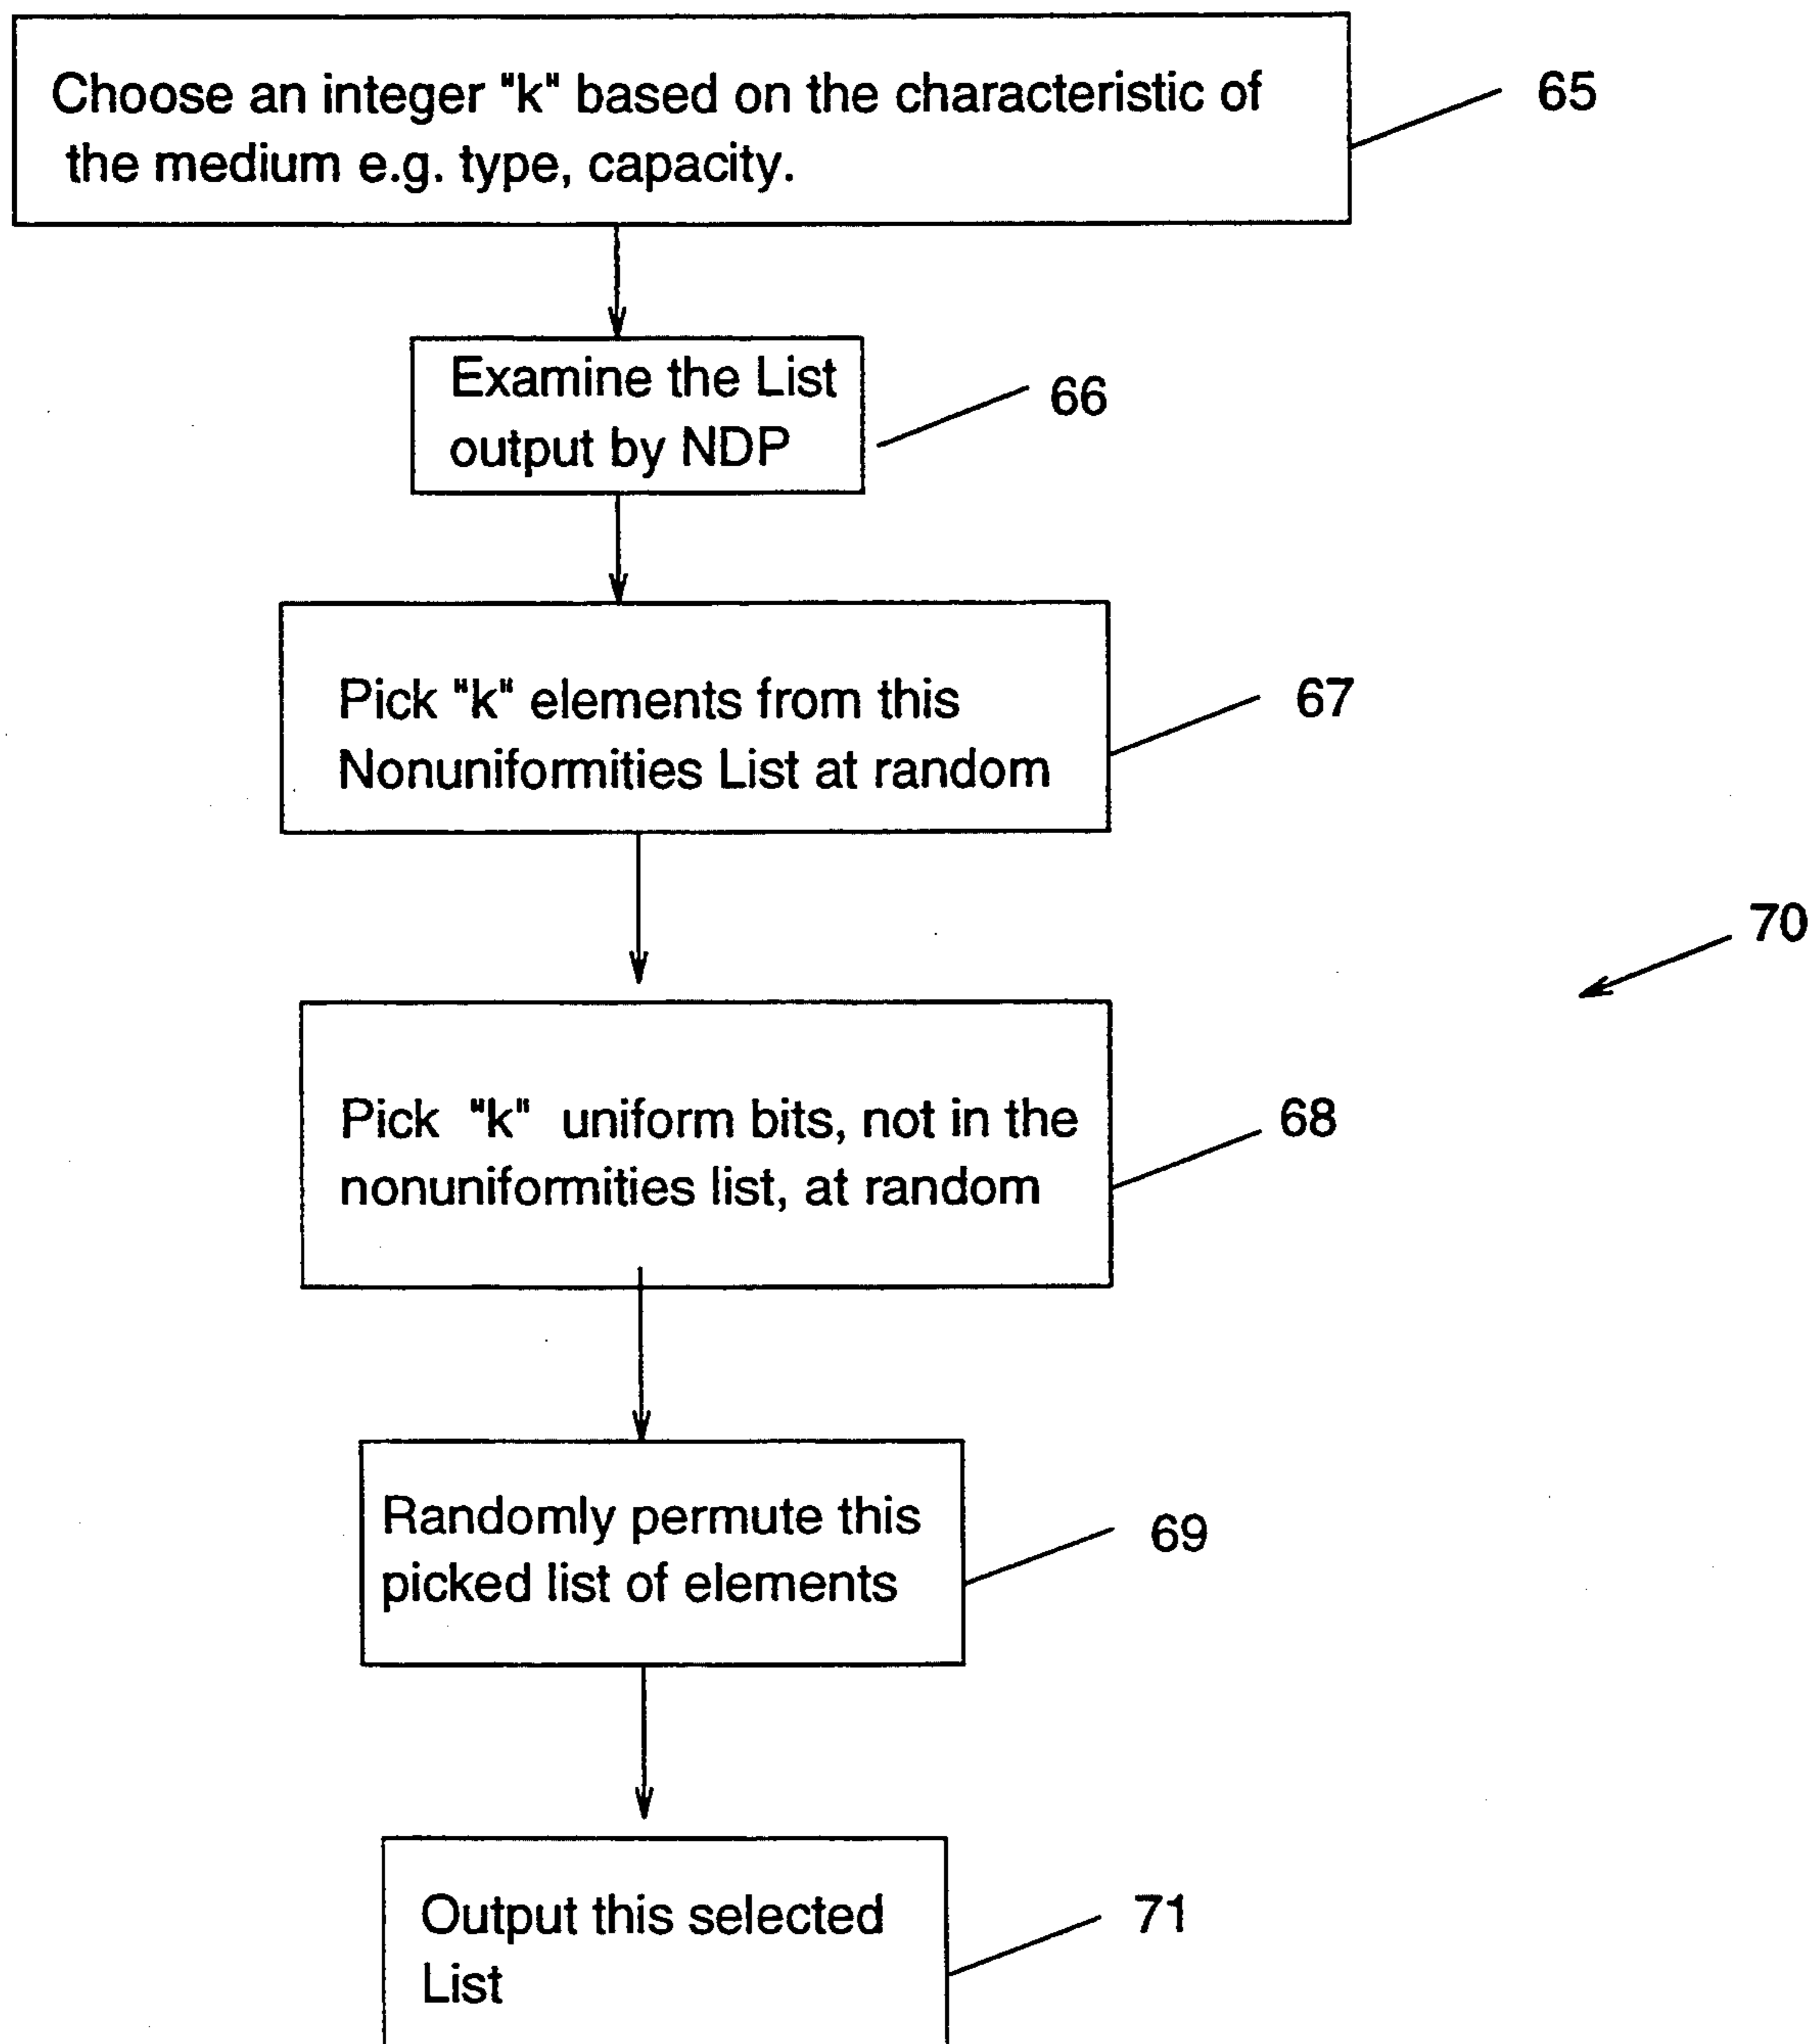 Choose an integer "k" based on the characteristic of
the medium e.g. type, capacity.
65
Examine the List
output by NDP
66
Pick "k" elements from this
Nonuniformities List at random
67
70
Pick "k" uniform bits, not in the
nonuniformities list, at random
68
Randomly permute this
picked list of elements
69
Output this selected
List
71